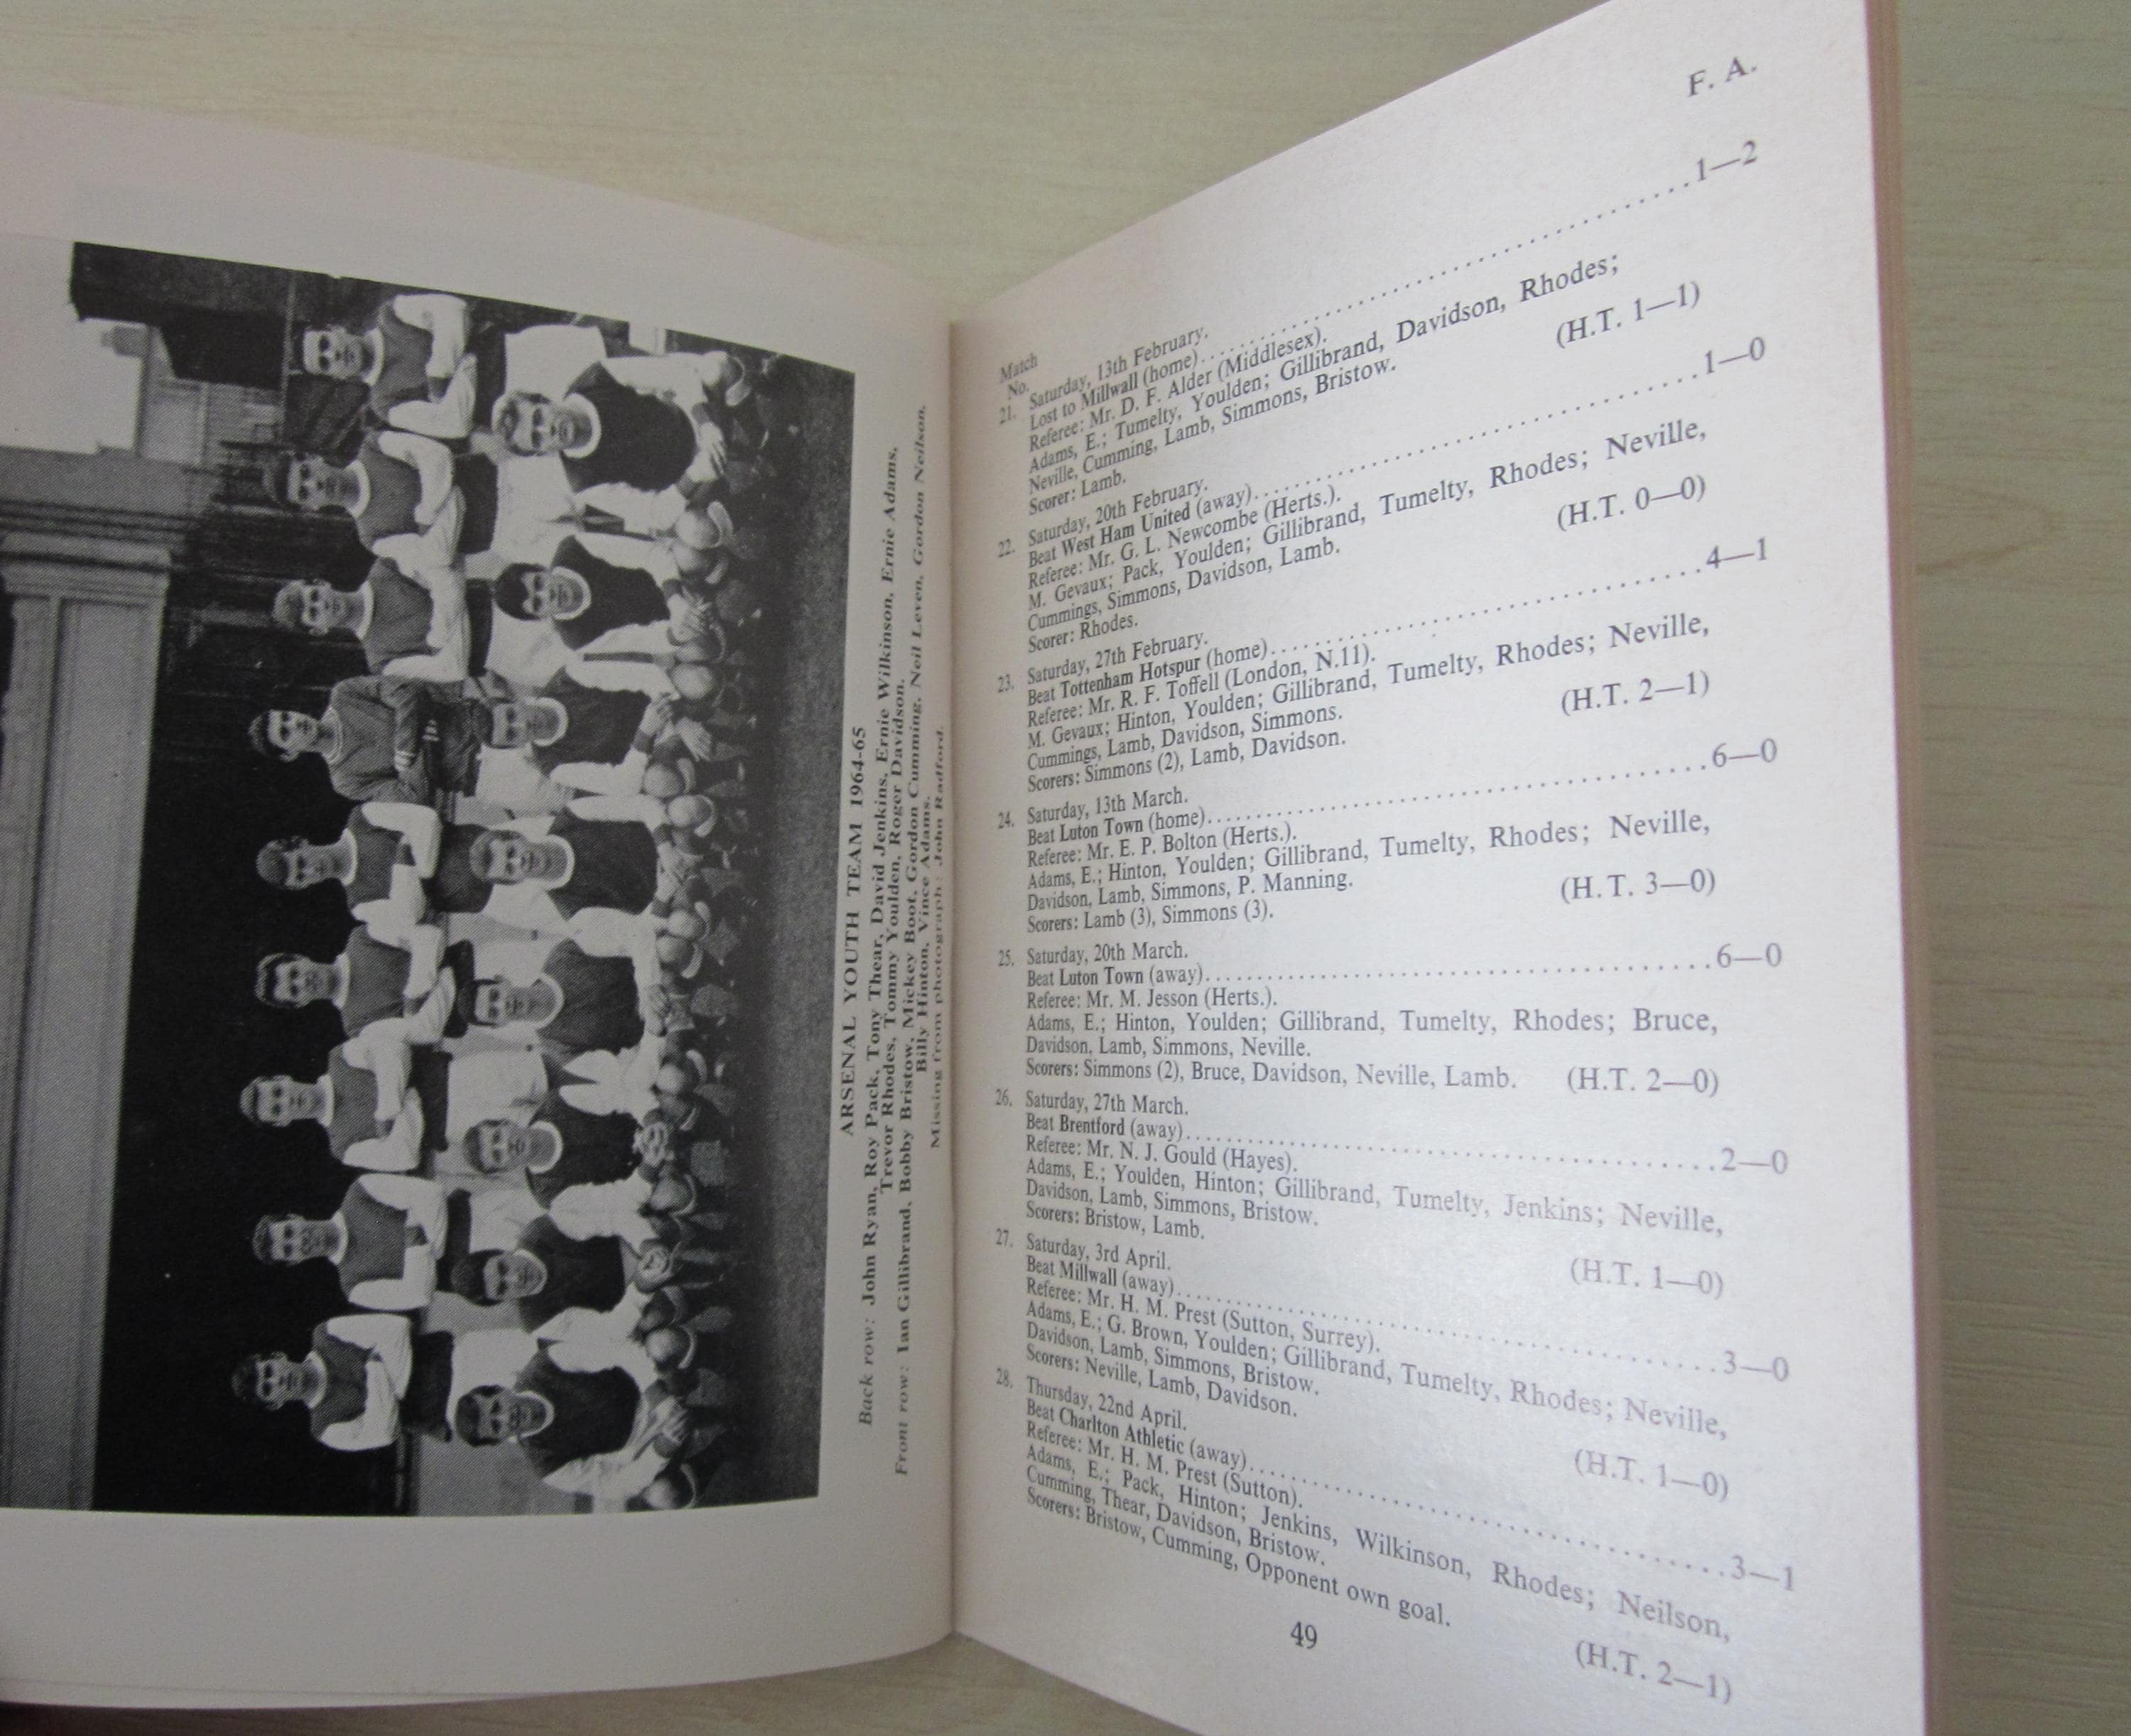 ARSENAL YOUTH TEAM 1964-65
Back row: John Ryan, Roy Pack, Tony Thear, David Jenkins, Ernie Wilkinson, Ernie Adams,
Trevor Rhodes, Tommy Youlden, Roger Davidson.
Front row: Ian Gillibrand, Bobby Bristow, Mickey Boot, Gordon Cumming, Neil Leven, Gordon Neilson,
Billy Hinton, Vince Adams.
Missing from photograph: John Radford.
F. A.
Match
No.
21. Saturday, 13th February.
Lost to Millwall (home)..........1—2
Referee: Mr. D. F. Alder (Middlesex).
Adams, E.; Tumelty, Youlden; Gillibrand, Davidson, Rhodes;
Neville, Cumming, Lamb, Simmons, Bristow.
Scorer: Lamb. (H.T. 1—1)
22. Saturday, 20th February.
Beat West Ham United (away)..........1—0
Referee: Mr. G. L. Newcombe (Herts.).
M. Gevaux; Pack, Youlden; Gillibrand, Tumelty, Rhodes; Neville,
Cummings, Simmons, Davidson, Lamb.
Scorer: Rhodes. (H.T. 0—0)
23. Saturday, 27th February.
Beat Tottenham Hotspur (home)..........4—1
Referee: Mr. R. F. Toffell (London, N.11).
M. Gevaux; Hinton, Youlden; Gillibrand, Tumelty, Rhodes; Neville,
Cummings, Lamb, Davidson, Simmons.
Scorers: Simmons (2), Lamb, Davidson. (H.T. 2—1)
24. Saturday, 13th March.
Beat Luton Town (home)..........6—0
Referee: Mr. E. P. Bolton (Herts.).
Adams, E.; Hinton, Youlden; Gillibrand, Tumelty, Rhodes; Neville,
Davidson, Lamb, Simmons, P. Manning.
Scorers: Lamb (3), Simmons (3). (H.T. 3—0)
25. Saturday, 20th March.
Beat Luton Town (away)..........6—0
Referee: Mr. M. Jesson (Herts.).
Adams, E.; Hinton, Youlden; Gillibrand, Tumelty, Rhodes; Bruce,
Davidson, Lamb, Simmons, Neville.
Scorers: Simmons (2), Bruce, Davidson, Neville, Lamb. (H.T. 2—0)
26. Saturday, 27th March.
Beat Brentford (away)..........2—0
Referee: Mr. N. J. Gould (Hayes).
Adams, E.; Youlden, Hinton; Gillibrand, Tumelty, Jenkins; Neville,
Davidson, Lamb, Simmons, Bristow.
Scorers: Bristow, Lamb. (H.T. 1—0)
27. Saturday, 3rd April.
Beat Millwall (away)..........3—0
Referee: Mr. H. M. Prest (Sutton, Surrey).
Adams, E.; G. Brown, Youlden; Gillibrand, Tumelty, Rhodes; Neville,
Davidson, Lamb, Simmons, Bristow.
Scorers: Neville, Lamb, Davidson. (H.T. 1—0)
28. Thursday, 22nd April.
Beat Charlton Athletic (away)..........3—1
Referee: Mr. H. M. Prest (Sutton).
Adams, E.; Pack, Hinton; Jenkins, Wilkinson, Rhodes; Neilson,
Cumming, Thear, Davidson, Bristow.
Scorers: Bristow, Cumming, Opponent own goal. (H.T. 2—1)
49